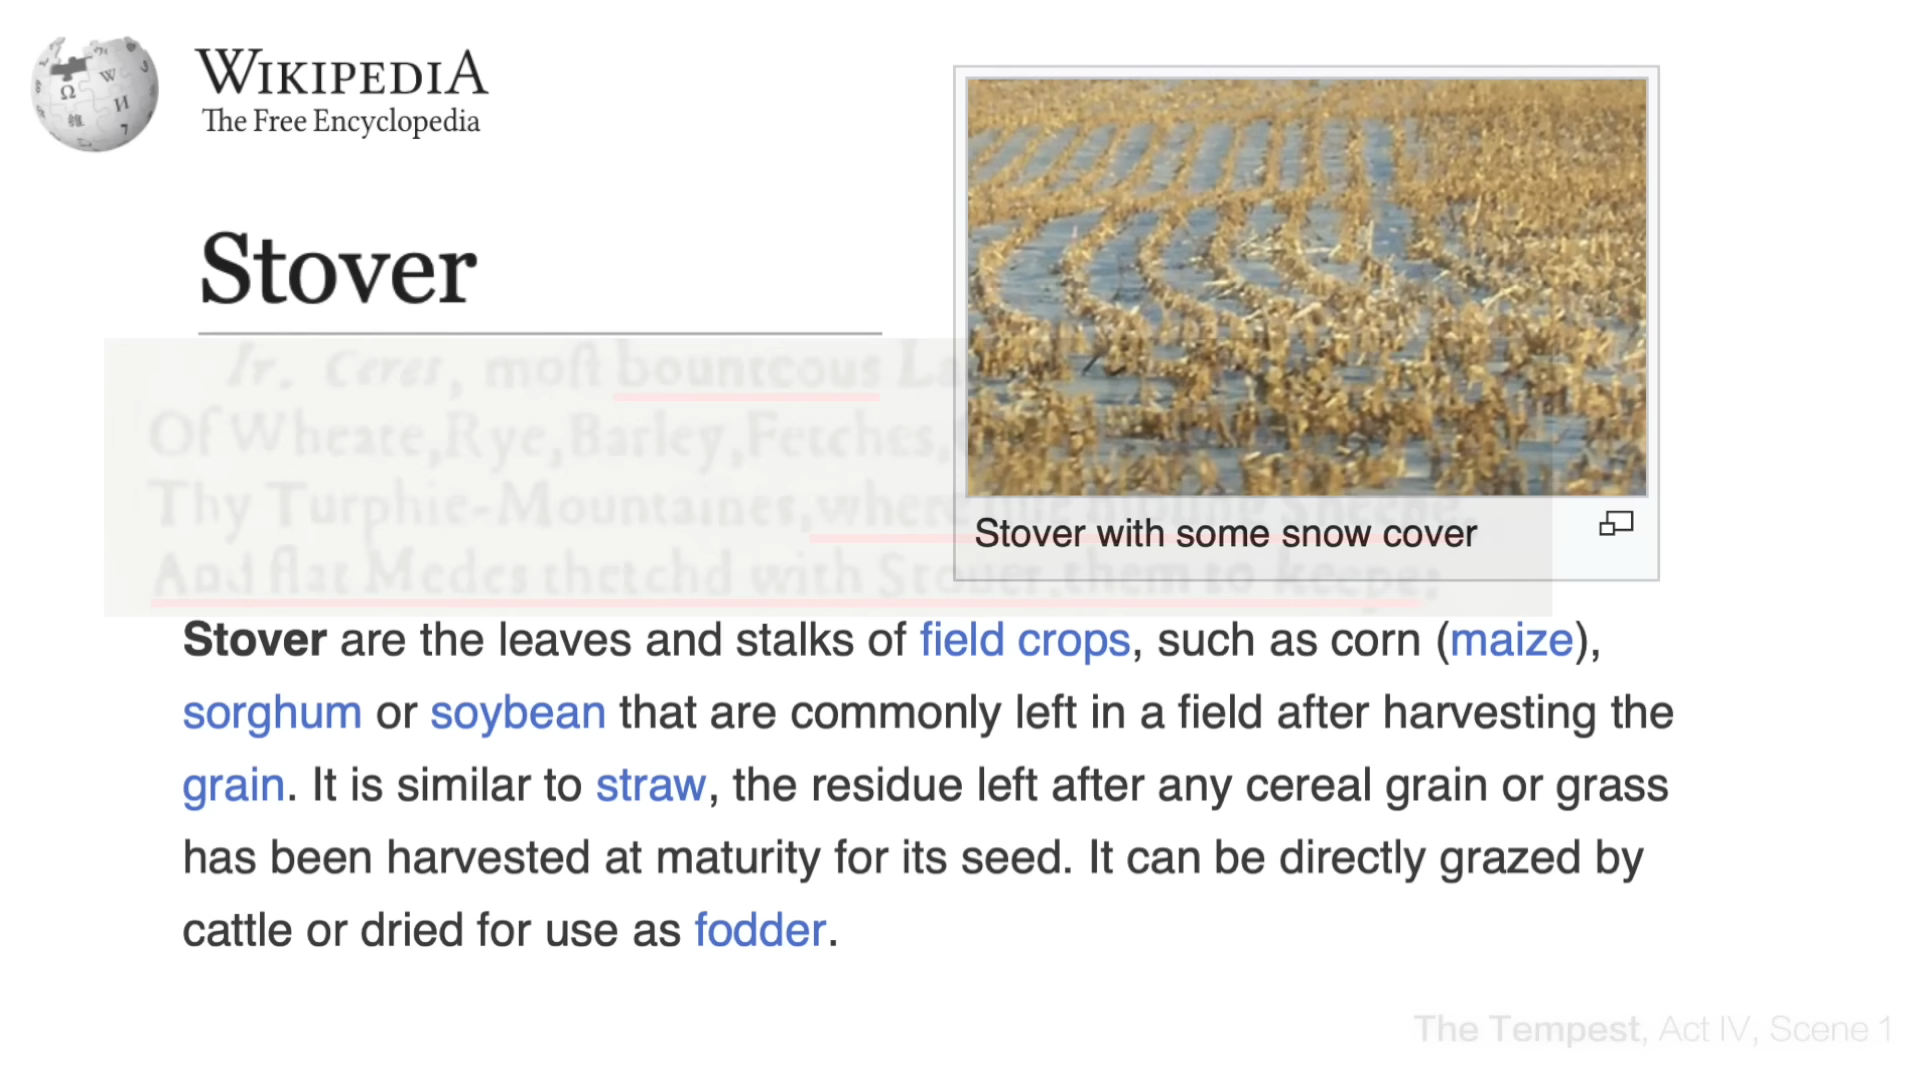 WIKIPEDIA
The Free Encyclopedia
Stover
Ir. Ceres, moſt bounteous La
Of Wheate,Rye,Barley,Fetches,
Thy Turphie-Mountaines,where liue nibling Sheepe,
And flat Medes thetchd with Stover,them to keepe:
Stover with some snow cover
Stover are the leaves and stalks of field crops, such as corn (maize),
sorghum or soybean that are commonly left in a field after harvesting the
grain. It is similar to straw, the residue left after any cereal grain or grass
has been harvested at maturity for its seed. It can be directly grazed by
cattle or dried for use as fodder.
The Tempest, Act IV, Scene 1